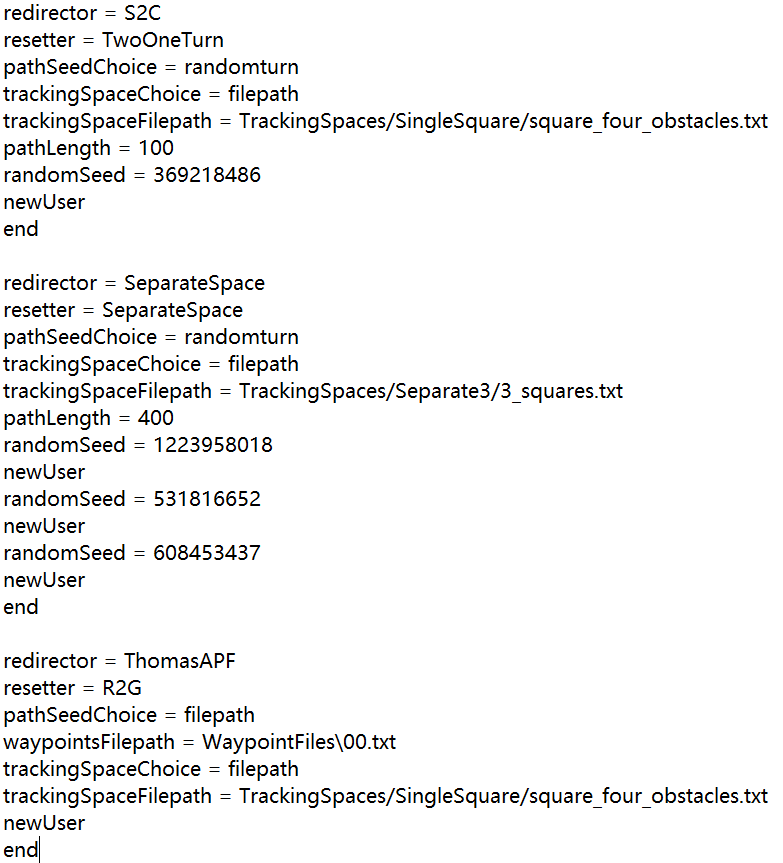 redirector = S2C
resetter = TwoOneTurn
pathSeedChoice = randomturn
trackingSpaceChoice = filepath
trackingSpaceFilepath = TrackingSpaces/SingleSquare/square_four_obstacles.txt
pathLength = 100
randomSeed = 369218486
newUser
end

redirector = SeparateSpace
resetter = SeparateSpace
pathSeedChoice = randomturn
trackingSpaceChoice = filepath
trackingSpaceFilepath = TrackingSpaces/Separate3/3_squares.txt
pathLength = 400
randomSeed = 1223958018
newUser
randomSeed = 531816652
newUser
randomSeed = 608453437
newUser
end

redirector = ThomasAPF
resetter = R2G
pathSeedChoice = filepath
waypointsFilepath = WaypointFiles\00.txt
trackingSpaceChoice = filepath
trackingSpaceFilepath = TrackingSpaces/SingleSquare/square_four_obstacles.txt
newUser
end